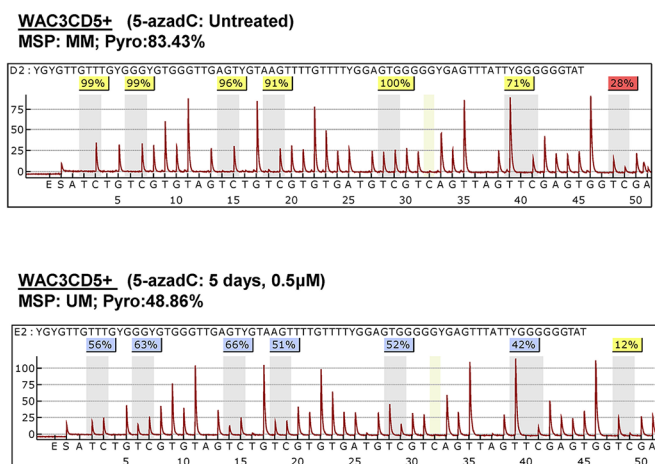 WAC3CD5+ (5-azadC: Untreated)
MSP: MM; Pyro:83.43%
D2: YGYGTTGTTTGYGGGYGTGGGTTGAGTYGTAAGTTTTGTTTTYGGAGTGGGGGYGAGTTTATTYGGGGGGTAT
99% 99% 96% 91% 100% 71% 28%
75
50
25
0
E S A T C T G T C G T G T A G T C T G T C G T G T G A T G T C G T C A G T T A G T T C G A G T G G T C G A
5 10 15 20 25 30 35 40 45 50
WAC3CD5+ (5-azadC: 5 days, 0.5µM)
MSP: UM; Pyro:48.86%
E2: YGYGTTGTTTGYGGGYGTGGGTTGAGTYGTAAGTTTTGTTTTYGGAGTGGGGGYGAGTTTATTYGGGGGGTAT
56% 63% 66% 51% 52% 42% 12%
100
75
50
25
0
E S A T C T G T C G T G T A G T C T G T C G T G T G A T G T C G T C A G T T A G T T C G A G T G G T C G A
5 10 15 20 25 30 35 40 45 50